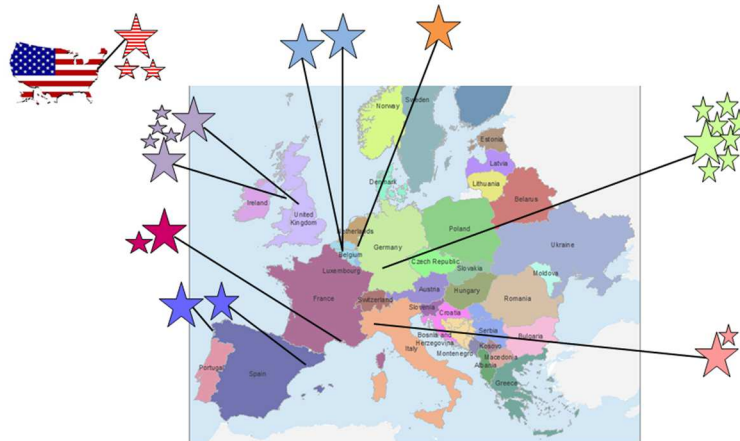 Norway
Sweden
Estonia
Latvia
Denmark
Lithuania
Ireland
United
Kingdom
Belarus
Netherlands
Poland
Germany
Belgium
Ukraine
Luxembourg
Czech Republic
Slovakia
Moldova
Austria
Hungary
France
Switzerland
Romania
Slovenia
Croatia
Bosnia and
Herzegovina
Serbia
Bulgaria
Italy
Kosovo
Montenegro
Macedonia
Albania
Portugal
Spain
Greece